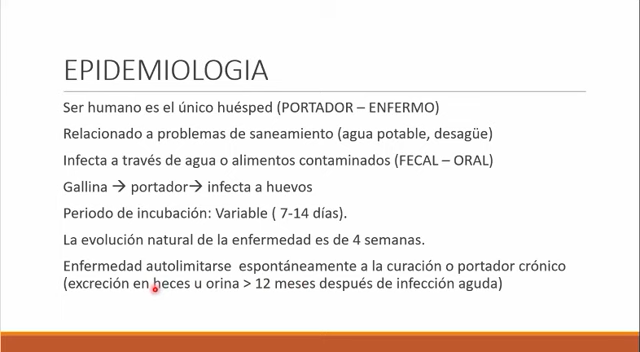 EPIDEMIOLOGIA
Ser humano es el único huésped (PORTADOR – ENFERMO)
Relacionado a problemas de saneamiento (agua potable, desagüe)
Infecta a través de agua o alimentos contaminados (FECAL – ORAL)
Gallina → portador→ infecta a huevos
Periodo de incubación: Variable ( 7-14 días).
La evolución natural de la enfermedad es de 4 semanas.
Enfermedad autolimitarse  espontáneamente a la curación o portador crónico
(excreción en heces u orina > 12 meses después de infección aguda)